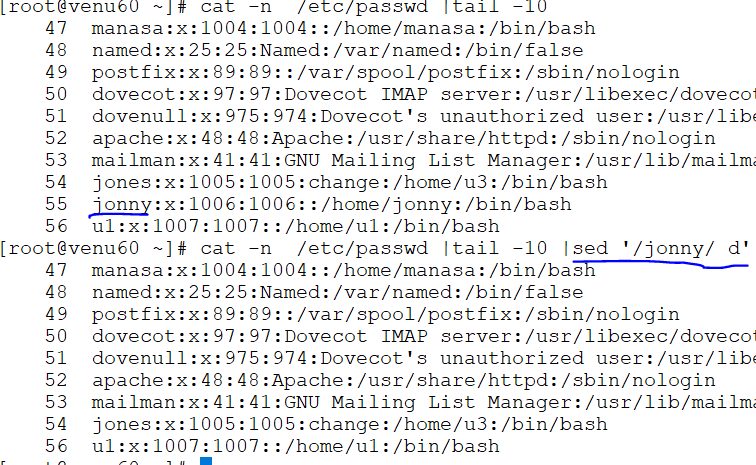 [root@venu60 ~]# cat -n  /etc/passwd |tail -10
    47  manasa:x:1004:1004::/home/manasa:/bin/bash
    48  named:x:25:25:Named:/var/named:/bin/false
    49  postfix:x:89:89::/var/spool/postfix:/sbin/nologin
    50  dovecot:x:97:97:Dovecot IMAP server:/usr/libexec/dovecot
    51  dovenull:x:975:974:Dovecot's unauthorized user:/usr/libe
    52  apache:x:48:48:Apache:/usr/share/httpd:/sbin/nologin
    53  mailman:x:41:41:GNU Mailing List Manager:/usr/lib/mailma
    54  jones:x:1005:1005:change:/home/u3:/bin/bash
    55  jonny:x:1006:1006::/home/jonny:/bin/bash
    56  u1:x:1007:1007::/home/u1:/bin/bash
[root@venu60 ~]# cat -n  /etc/passwd |tail -10 |sed '/jonny/ d'
    47  manasa:x:1004:1004::/home/manasa:/bin/bash
    48  named:x:25:25:Named:/var/named:/bin/false
    49  postfix:x:89:89::/var/spool/postfix:/sbin/nologin
    50  dovecot:x:97:97:Dovecot IMAP server:/usr/libexec/dovecot
    51  dovenull:x:975:974:Dovecot's unauthorized user:/usr/libe
    52  apache:x:48:48:Apache:/usr/share/httpd:/sbin/nologin
    53  mailman:x:41:41:GNU Mailing List Manager:/usr/lib/mailma
    54  jones:x:1005:1005:change:/home/u3:/bin/bash
    56  u1:x:1007:1007::/home/u1:/bin/bash
[root@venu60 ~]#